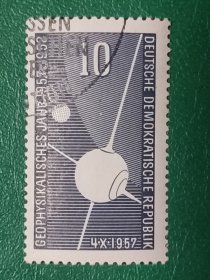 SSEN
10
GEOPHYSIKALISCHES JAHR 1957-1958
DEUTSCHE DEMOKRATISCHE REPUBLIK
4·X·1957